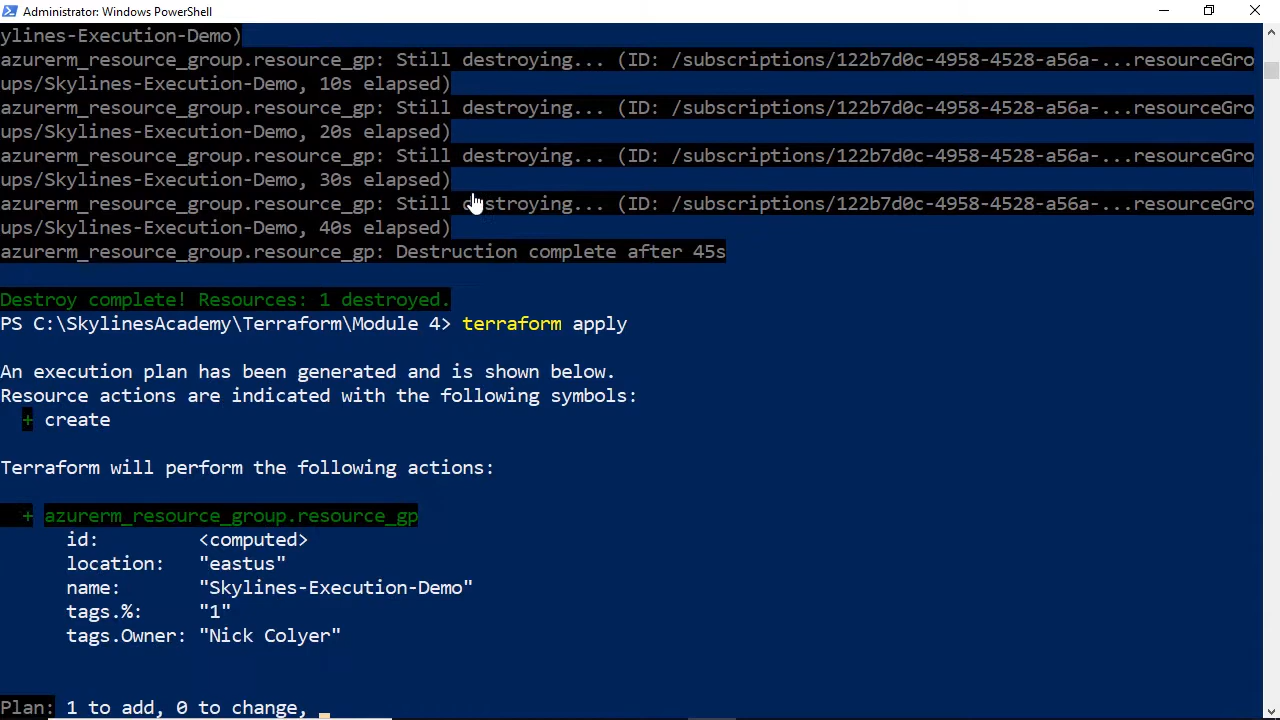 Administrator: Windows PowerShell
ylines-Execution-Demo)
azurerm_resource_group.resource_gp: Still destroying... (ID: /subscriptions/122b7d0c-4958-4528-a56a-...resourceGro
ups/Skylines-Execution-Demo, 10s elapsed)
azurerm_resource_group.resource_gp: Still destroying... (ID: /subscriptions/122b7d0c-4958-4528-a56a-...resourceGro
ups/Skylines-Execution-Demo, 20s elapsed)
azurerm_resource_group.resource_gp: Still destroying... (ID: /subscriptions/122b7d0c-4958-4528-a56a-...resourceGro
ups/Skylines-Execution-Demo, 30s elapsed)
azurerm_resource_group.resource_gp: Still destroying... (ID: /subscriptions/122b7d0c-4958-4528-a56a-...resourceGro
ups/Skylines-Execution-Demo, 40s elapsed)
azurerm_resource_group.resource_gp: Destruction complete after 45s
Destroy complete! Resources: 1 destroyed.
PS C:\SkylinesAcademy\Terraform\Module 4> terraform apply
An execution plan has been generated and is shown below.
Resource actions are indicated with the following symbols:
+ create
Terraform will perform the following actions:
+ azurerm_resource_group.resource_gp
id: <computed>
location: "eastus"
name: "Skylines-Execution-Demo"
tags.%: "1"
tags.Owner: "Nick Colyer"
Plan: 1 to add, 0 to change,